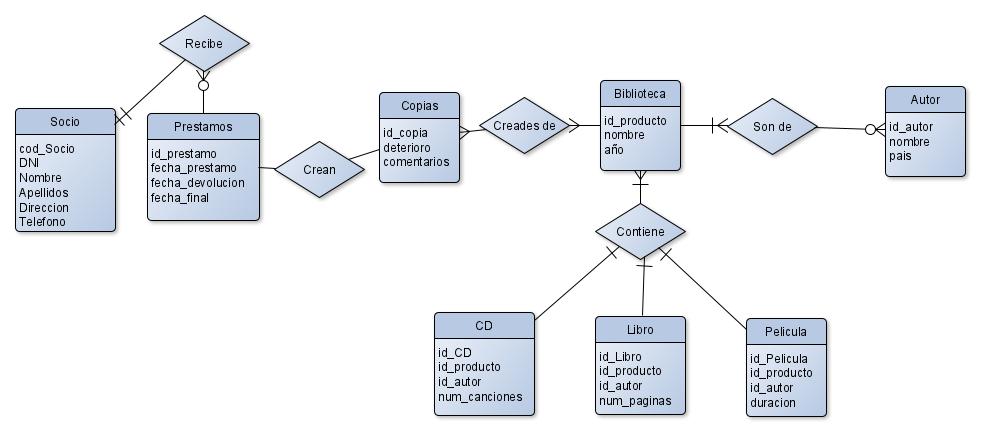 Recibe
Socio
cod_Socio
DNI
Nombre
Apellidos
Direccion
Telefono
Prestamos
id_prestamo
fecha_prestamo
fecha_devolucion
fecha_final
Crean
Copias
id_copia
deterioro
comentarios
Creades de
Biblioteca
id_producto
nombre
año
Son de
Autor
id_autor
nombre
pais
Contiene
CD
id_CD
id_producto
id_autor
num_canciones
Libro
id_Libro
id_producto
id_autor
num_paginas
Pelicula
id_Pelicula
id_producto
id_autor
duracion